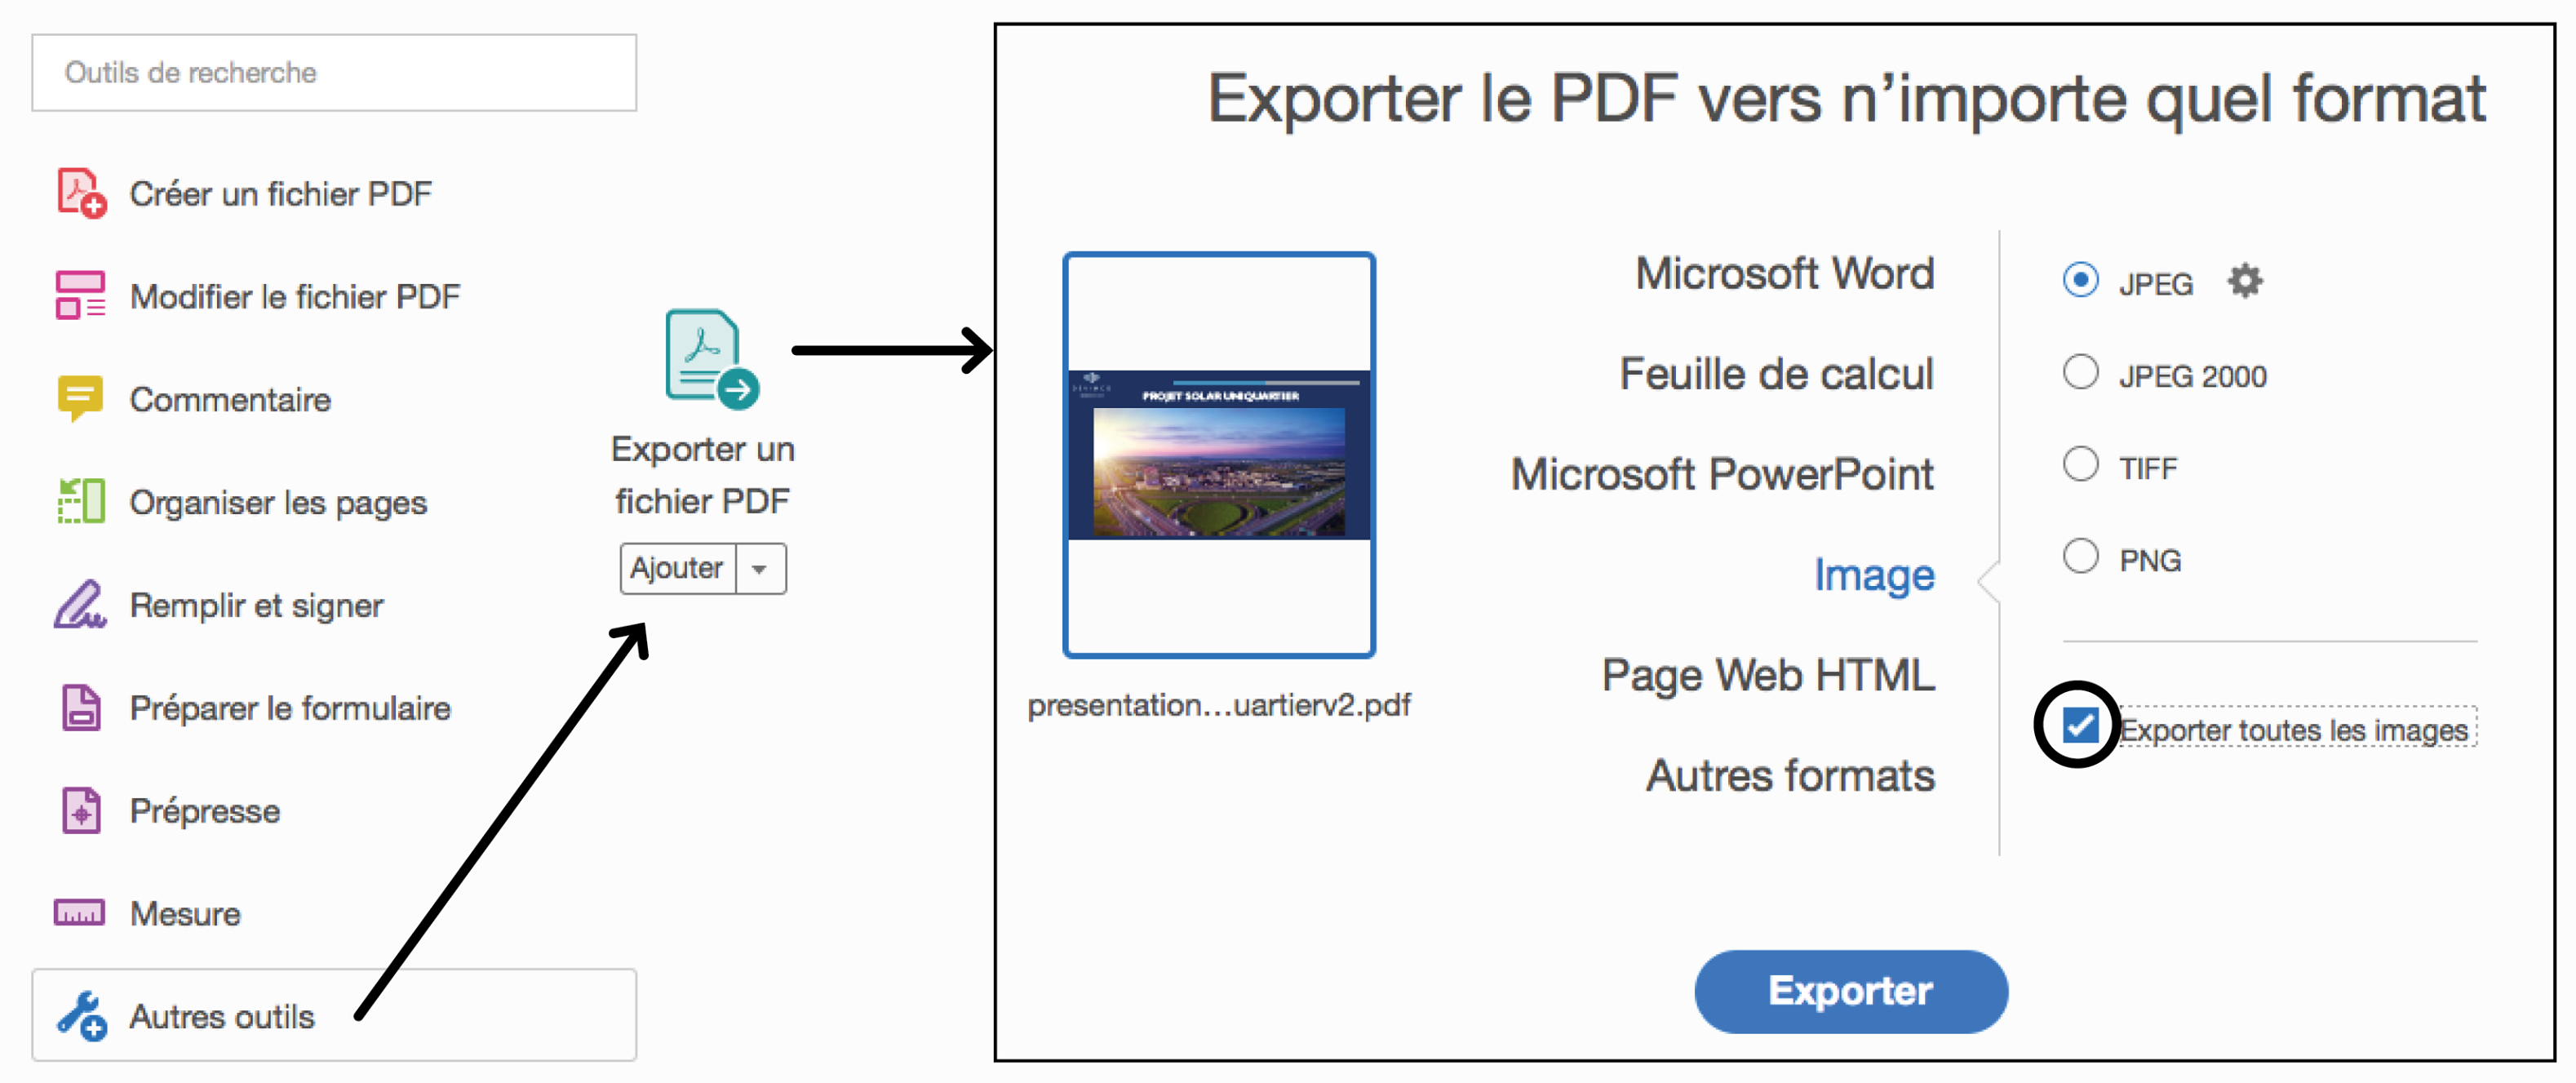 Outils de recherche
Créer un fichier PDF
Modifier le fichier PDF
Commentaire
Organiser les pages
Remplir et signer
Préparer le formulaire
Prépresse
Mesure
Autres outils
Exporter un
fichier PDF
Ajouter
Exporter le PDF vers n’importe quel format
PROJET SOLAR UNIQUARTIER
presentation...uartierv2.pdf
Microsoft Word
Feuille de calcul
Microsoft PowerPoint
Image
Page Web HTML
Autres formats
JPEG
JPEG 2000
TIFF
PNG
Exporter toutes les images
Exporter